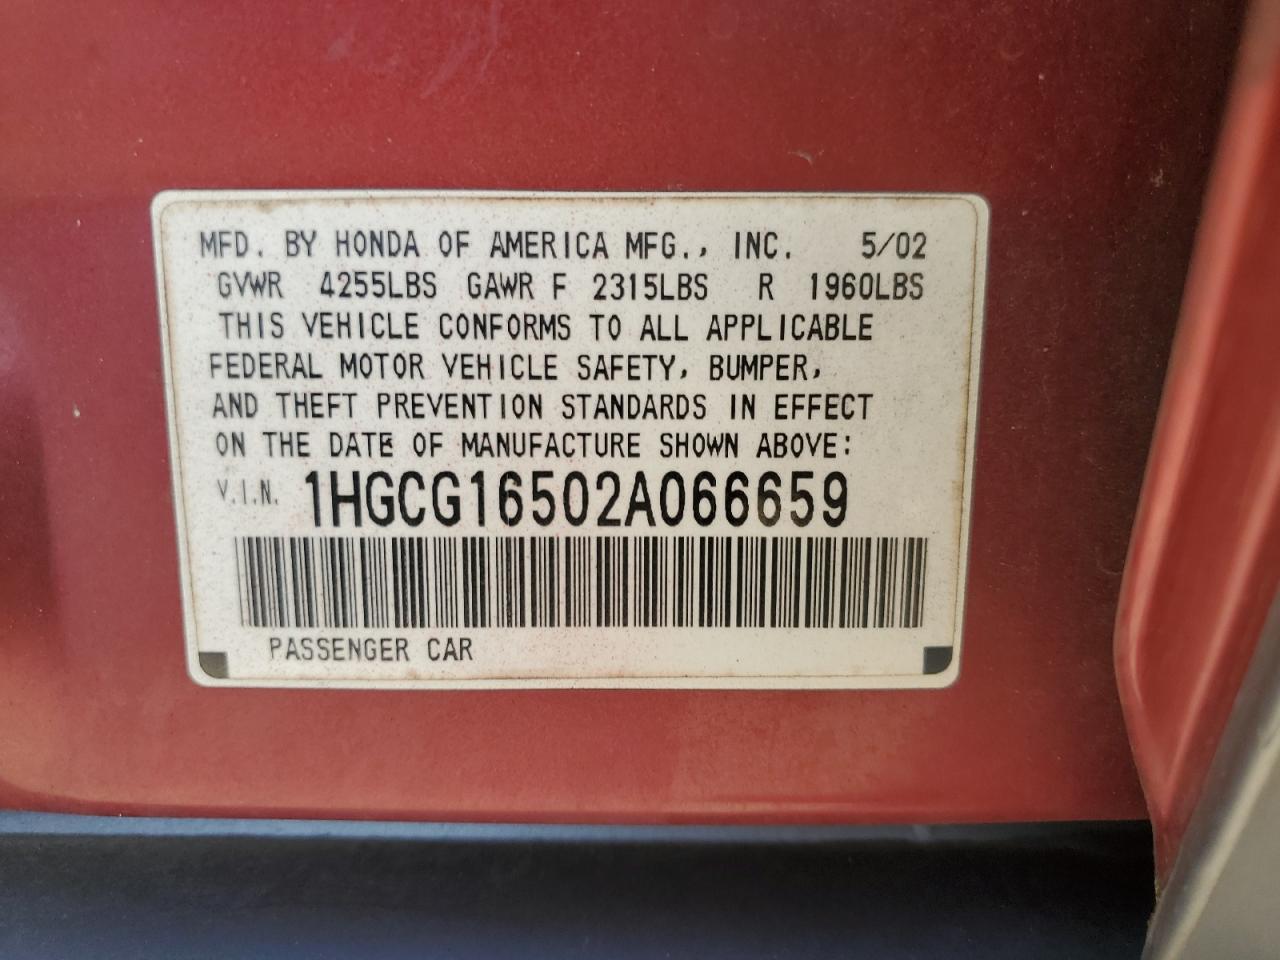 MFD. BY HONDA OF AMERICA MFG., INC. 5/02
GVWR 4255LBS GAWR F 2315LBS R 1960LBS
THIS VEHICLE CONFORMS TO ALL APPLICABLE
FEDERAL MOTOR VEHICLE SAFETY, BUMPER,
AND THEFT PREVENTION STANDARDS IN EFFECT
ON THE DATE OF MANUFACTURE SHOWN ABOVE:
V.I.N. 1HGCG16502A066659
PASSENGER CAR